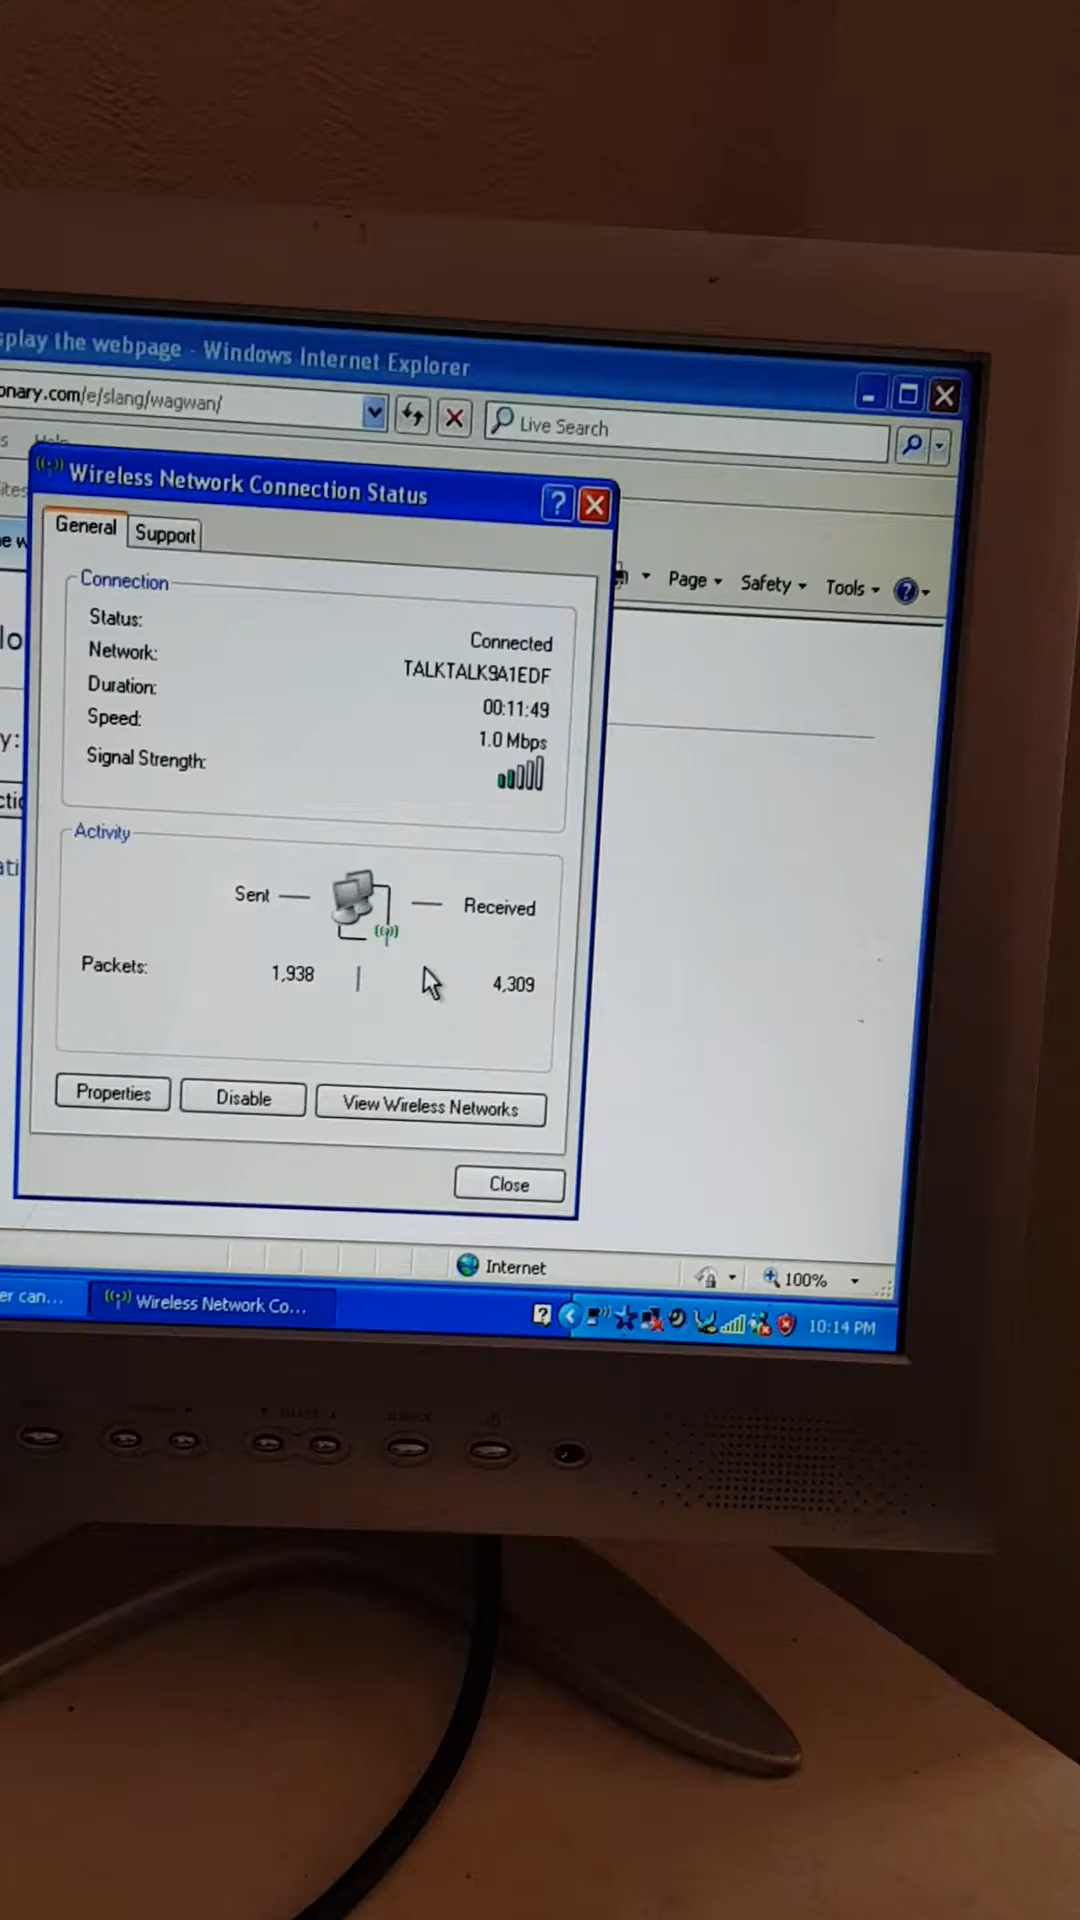 splay the webpage - Windows Internet Explorer
onary.com/e/slang/wagwan/
Live Search
Help
Wireless Network Connection Status
General
Support
Page
Safety
Tools
Connection
Status:
Connected
Network:
TALKTALK9A1EDF
Duration:
00:11:49
Speed:
1.0 Mbps
Signal Strength:
Activity
Sent
Received
Packets:
1,938
4,309
Properties
Disable
View Wireless Networks
Close
Internet
100%
er can...
Wireless Network Co...
10:14 PM